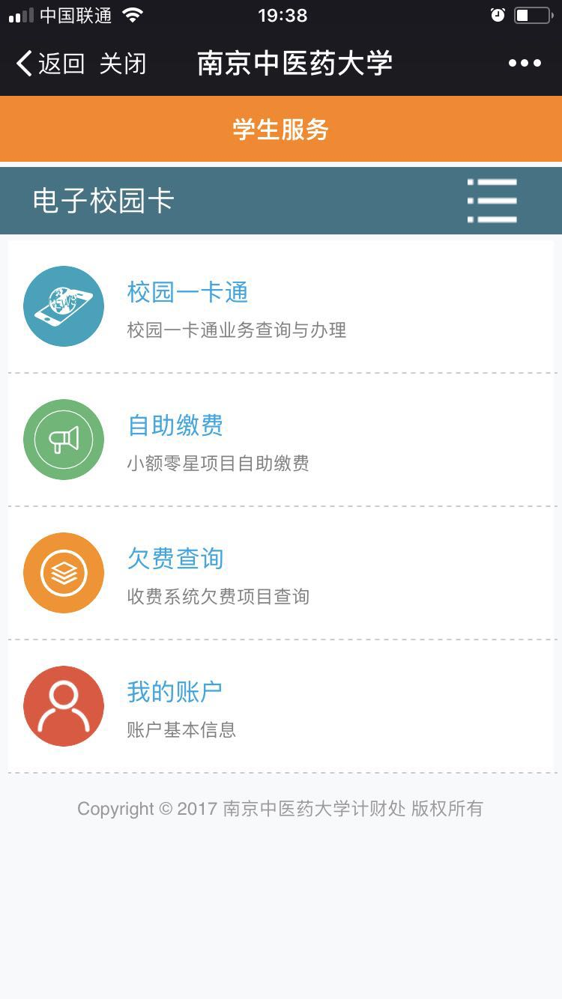 中国联通 19:38
返回 关闭 南京中医药大学
学生服务
电子校园卡
NEWS
校园一卡通
校园一卡通业务查询与办理
自助缴费
小额零星项目自助缴费
欠费查询
收费系统欠费项目查询
我的账户
账户基本信息
Copyright © 2017 南京中医药大学计财处 版权所有